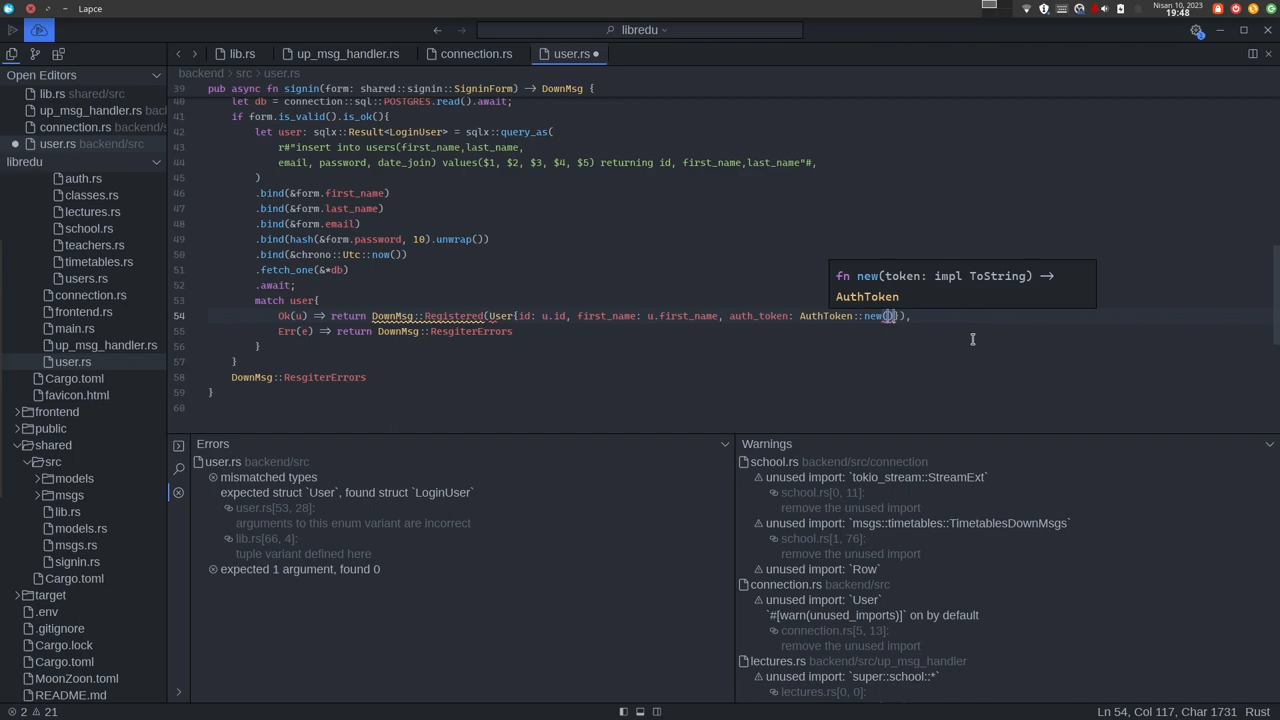 Lapce
Nisan 10, 2023
19:48
libredu
lib.rs
up_msg_handler.rs
connection.rs
user.rs
Open Editors
lib.rs shared/src
up_msg_handler.rs bac
connection.rs backend/s
user.rs backend/src
libredu
auth.rs
classes.rs
lectures.rs
school.rs
teachers.rs
timetables.rs
users.rs
connection.rs
frontend.rs
main.rs
up_msg_handler.rs
user.rs
Cargo.toml
favicon.html
frontend
public
shared
src
models
msgs
lib.rs
models.rs
msgs.rs
signin.rs
Cargo.toml
target
.env
.gitignore
Cargo.lock
Cargo.toml
MoonZoon.toml
README.md
backend > src > user.rs
39 pub async fn signin(form: shared::signin::SigninForm) -> DownMsg {
40 let db = connection::sql::POSTGRES.read().await;
41 if form.is_valid().is_ok(){
42 let user: sqlx::Result<LoginUser> = sqlx::query_as(
43 r#"insert into users(first_name,last_name,
44 email, password, date_join) values($1, $2, $3, $4, $5) returning id, first_name,last_name"#,
45 )
46 .bind(&form.first_name)
47 .bind(&form.last_name)
48 .bind(&form.email)
49 .bind(hash(&form.password, 10).unwrap())
50 .bind(&chrono::Utc::now())
51 .fetch_one(&*db)
52 .await;
53 match user{
54 Ok(u) => return DownMsg::Registered(User{id: u.id, first_name: u.first_name, auth_token: AuthToken::new()}),
55 Err(e) => return DownMsg::ResgiterErrors
56 }
57 }
58 DownMsg::ResgiterErrors
59 }
60
fn new(token: impl ToString) ->
AuthToken
Errors
user.rs backend/src
mismatched types
expected struct `User`, found struct `LoginUser`
user.rs[53, 28]:
arguments to this enum variant are incorrect
lib.rs[66, 4]:
tuple variant defined here
expected 1 argument, found 0
Warnings
school.rs backend/src/connection
unused import: `tokio_stream::StreamExt`
school.rs[0, 11]:
remove the unused import
unused import: `msgs::timetables::TimetablesDownMsgs`
school.rs[1, 76]:
remove the unused import
unused import: `Row`
connection.rs backend/src
unused import: `User`
`#[warn(unused_imports)]` on by default
connection.rs[5, 13]:
remove the unused import
lectures.rs backend/src/up_msg_handler
unused import: `super::school::*`
lectures.rs[0, 0]:
2 21
Ln 54, Col 117, Char 1731 Rust